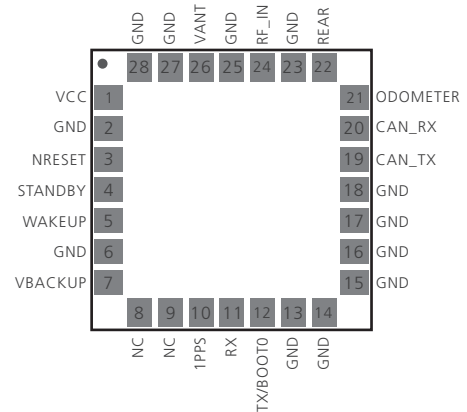 GND
GND
VANT
GND
RF_IN
GND
REAR
28
27
26
25
24
23
22
VCC 1
GND 2
NRESET 3
STANDBY 4
WAKEUP 5
GND 6
VBACKUP 7
21 ODOMETER
20 CAN_RX
19 CAN_TX
18 GND
17 GND
16 GND
15 GND
8
9
10
11
12
13
14
NC
NC
1PPS
RX
TX/BOOT0
GND
GND